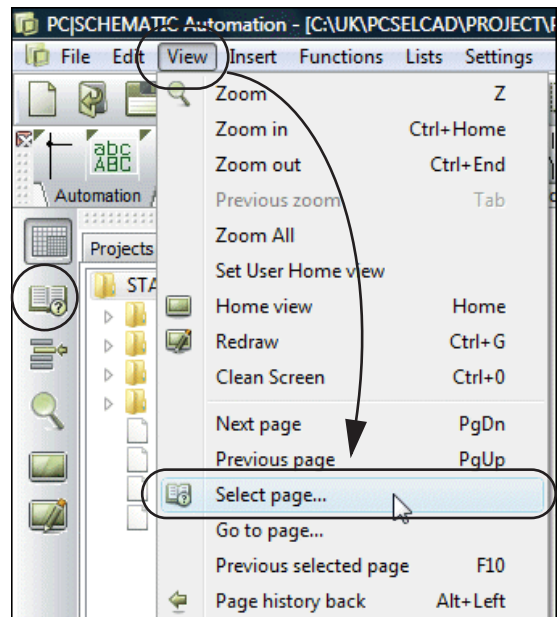 PC|SCHEMATIC Automation - [C:\UK\PCSELCAD\PROJECT\
File Edit View Insert Functions Lists Settings
Zoom Z
abc
ABC
Zoom in Ctrl+Home
Zoom out Ctrl+End
Automation
Previous zoom Tab
Zoom All
Projects
Set User Home view
STA
Home view Home
Redraw Ctrl+G
Clean Screen Ctrl+0
Next page PgDn
Previous page PgUp
Select page...
Go to page...
Previous selected page F10
Page history back Alt+Left